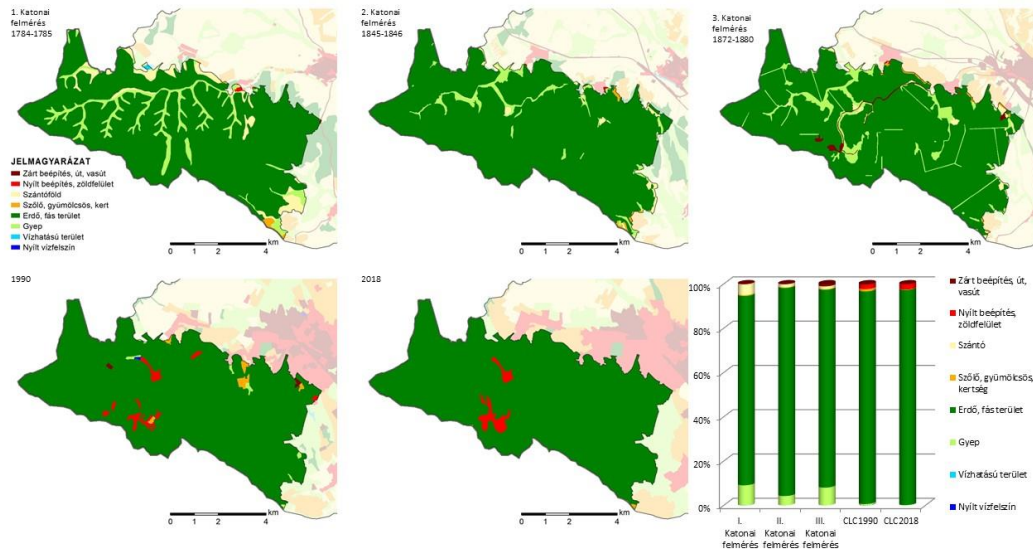 1. Katonai
felmérés
1784-1785
2. Katonai
felmérés
1845-1846
3. Katonai
felmérés
1872-1880
JELMAGYARÁZAT
Zárt beépítés, út, vasút
Nyílt beépítés, zöldfelület
Szántóföld
Szőlő, gyümölcsös, kert
Erdő, fás terület
Gyep
Vízhatású terület
Nyílt vízfelszín
km
0 1 2 4
km
0 1 2 4
km
0 1 2 4
1990
km
0 1 2 4
2018
km
0 1 2 4
100%
80%
60%
40%
20%
0%
I.
Katonai
felmérés
II.
Katonai
felmérés
III.
Katonai
felmérés
CLC1990
CLC2018
Zárt beépítés, út,
vasút
Nyílt beépítés,
zöldfelület
Szántó
Szőlő, gyümölcsös,
kertség
Erdő, fás terület
Gyep
Vízhatású terület
Nyílt vízfelszín